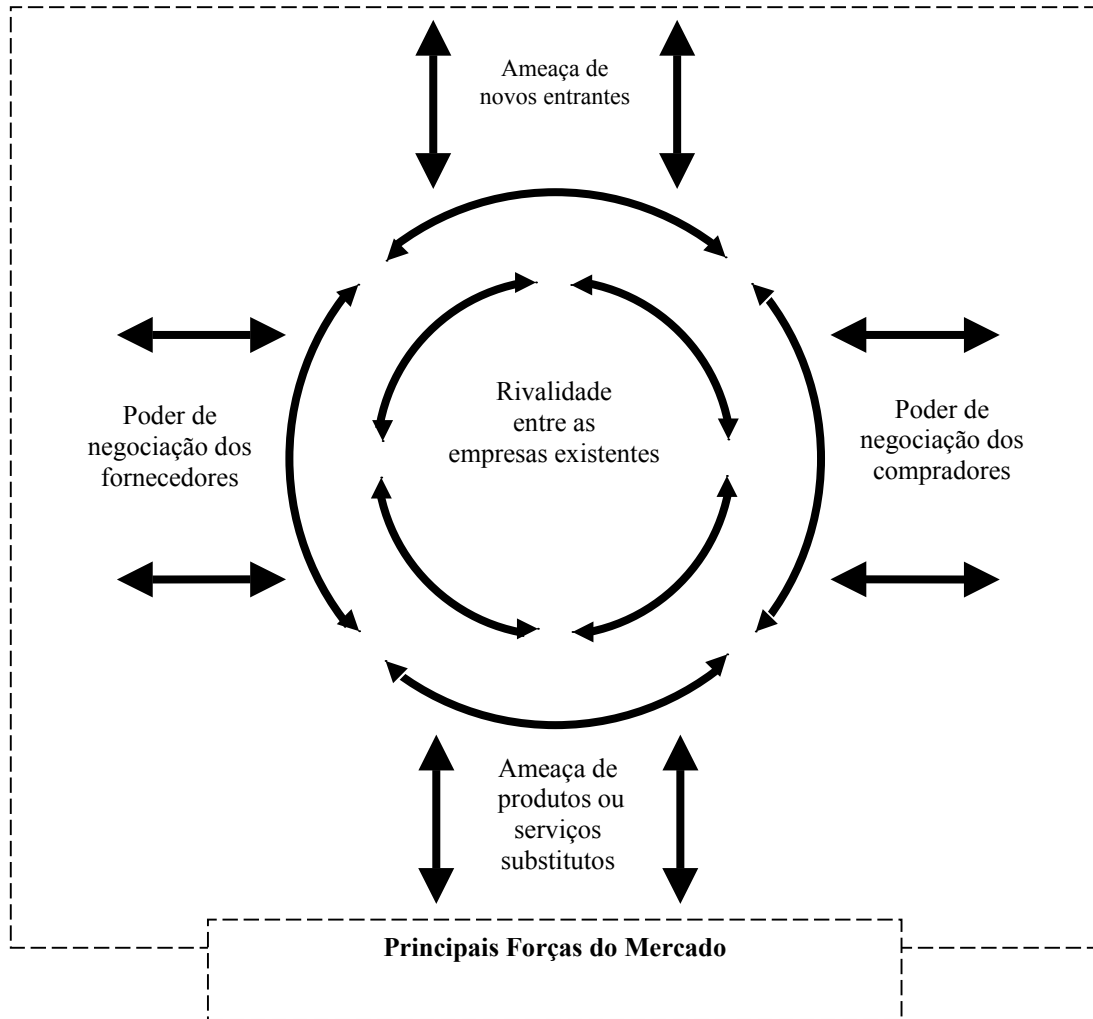 Ameaça de
novos entrantes
Rivalidade
entre as
empresas existentes
Poder de
negociação dos
fornecedores
Poder de
negociação dos
compradores
Ameaça de
produtos ou
serviços
substitutos
Principais Forças do Mercado